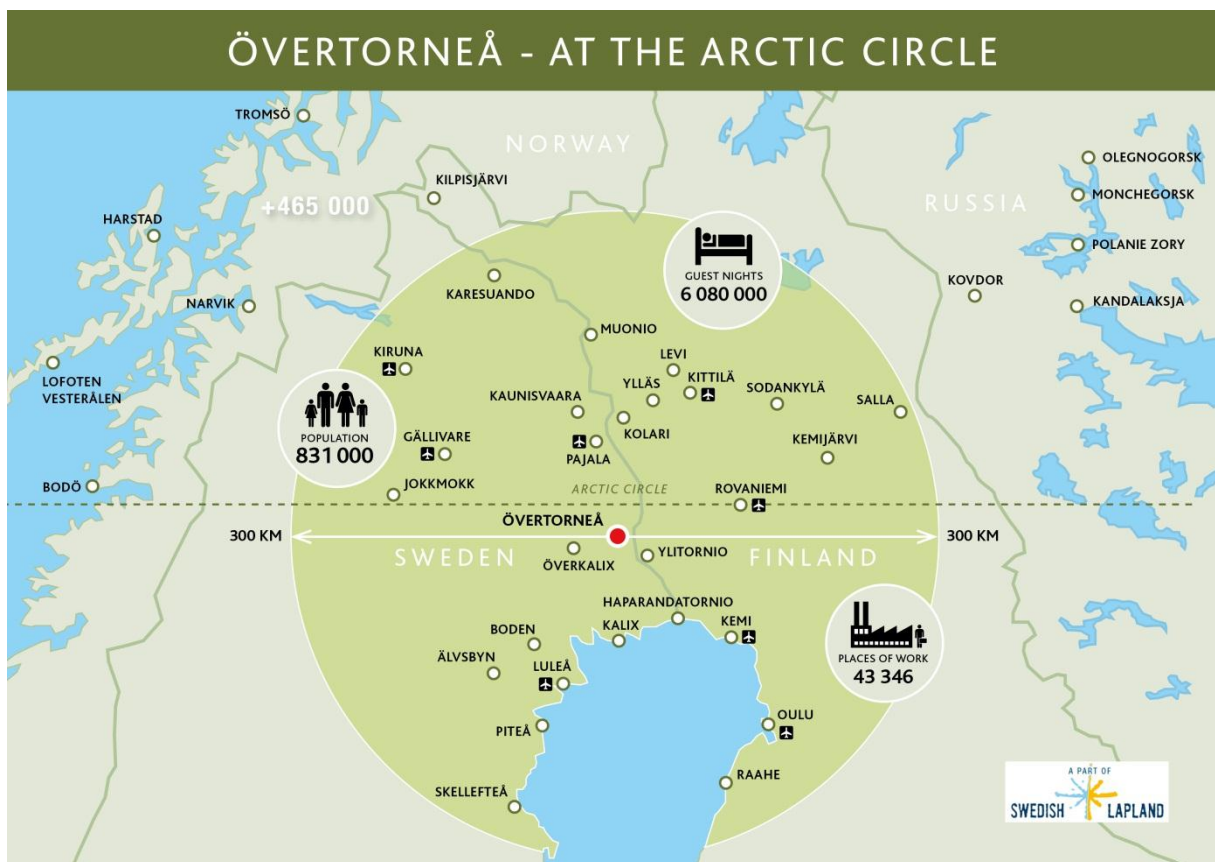 ÖVERTORNEÅ - AT THE ARCTIC CIRCLE
TROMSÖ
NORWAY
OLEGNOGORSK
KILPISJÄRVI
MONCHEGORSK
+465 000
RUSSIA
HARSTAD
POLANIE ZORY
GUEST NIGHTS
6 080 000
KARESUANDO
KOVDOR
NARVIK
KANDALAKSJA
MUONIO
KIRUNA
LEVI
LOFOTEN
VESTERÅLEN
YLLÄS
KITTILÄ
SODANKYLÄ
KAUNISVAARA
SALLA
POPULATION
831 000
KOLARI
GÄLLIVARE
KEMIJÄRVI
PAJALA
BODÖ
JOKKMOKK
ARCTIC CIRCLE
ROVANIEMI
ÖVERTORNEÅ
300 KM
300 KM
SWEDEN
FINLAND
ÖVERKALIX
YLITORNIO
HAPARANDATORNIO
KALIX
KEMI
BODEN
PLACES OF WORK
43 346
ÄLVSBYN
LULEÅ
OULU
PITEÅ
RAAHE
SKELLEFTEÅ
A PART OF
SWEDISH LAPLAND